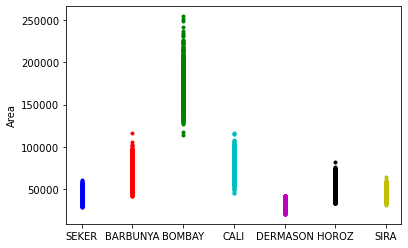 250000
200000
150000
100000
50000
Area
SEKER BARBUNYA BOMBAY CALI DERMASON HOROZ SIRA